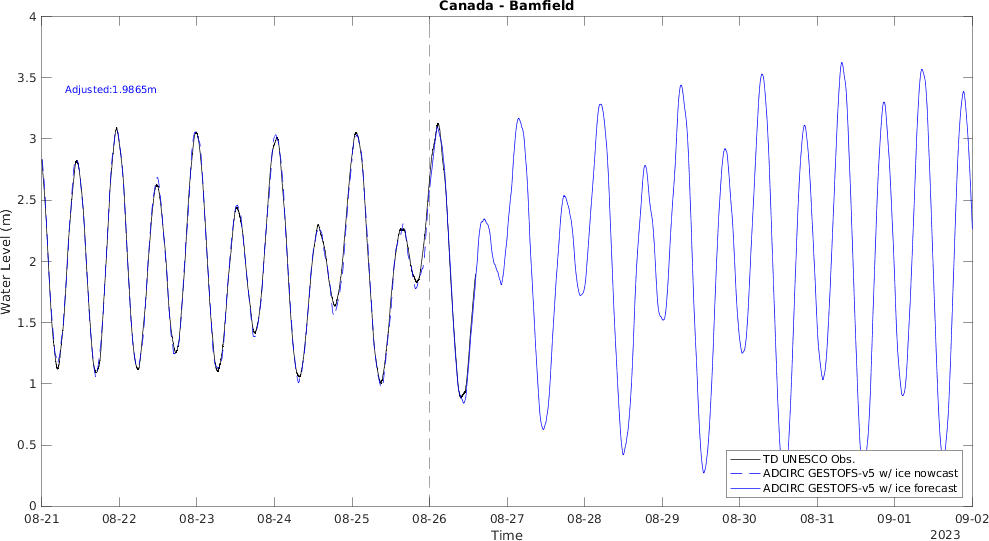 Canada - Bamfield
4
3.5
3
2.5
2
1.5
1
0.5
0
Water Level (m)
Adjusted:1.9865m
TD UNESCO Obs.
ADCIRC GESTOFS-v5 w/ ice nowcast
ADCIRC GESTOFS-v5 w/ ice forecast
08-21 08-22 08-23 08-24 08-25 08-26 08-27 08-28 08-29 08-30 08-31 09-01 09-02
Time
2023